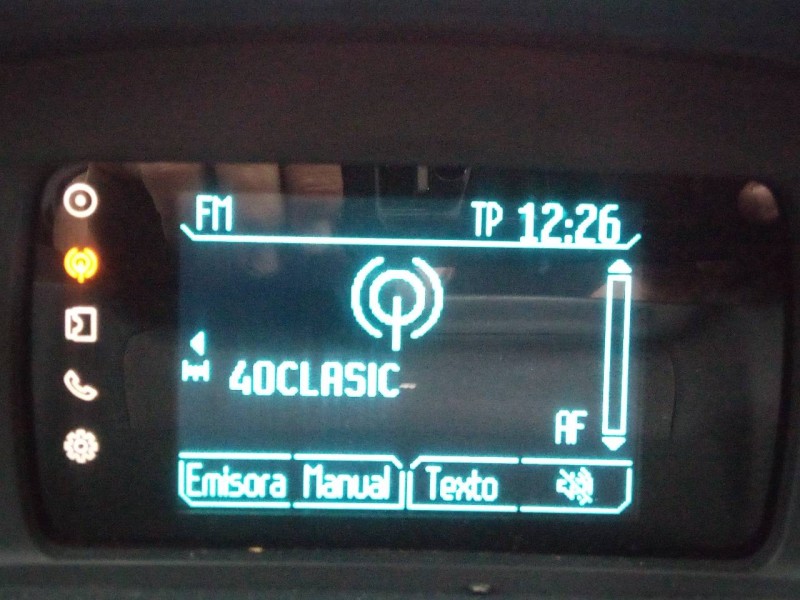 FM TP 12:26
40CLASIC
AF
Emisora Manual Texto